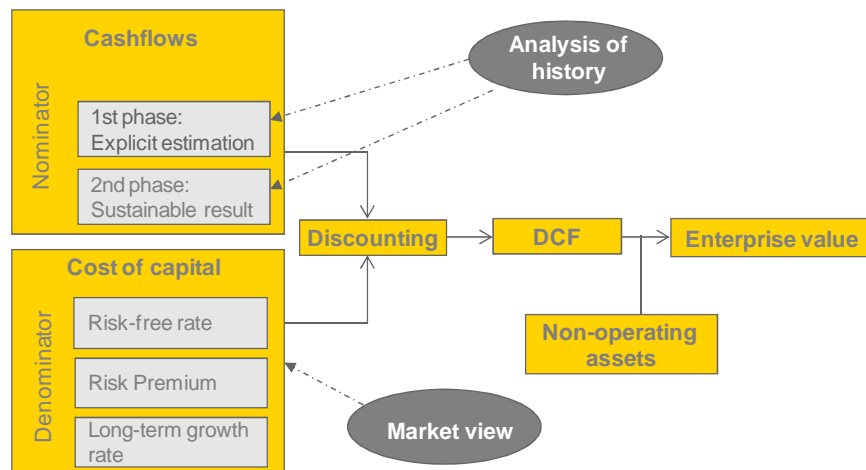 Cashflows
Nominator
1st phase:
Explicit estimation
2nd phase:
Sustainable result
Analysis of
history
Discounting
DCF
Enterprise value
Non-operating
assets
Cost of capital
Denominator
Risk-free rate
Risk Premium
Long-term growth
rate
Market view